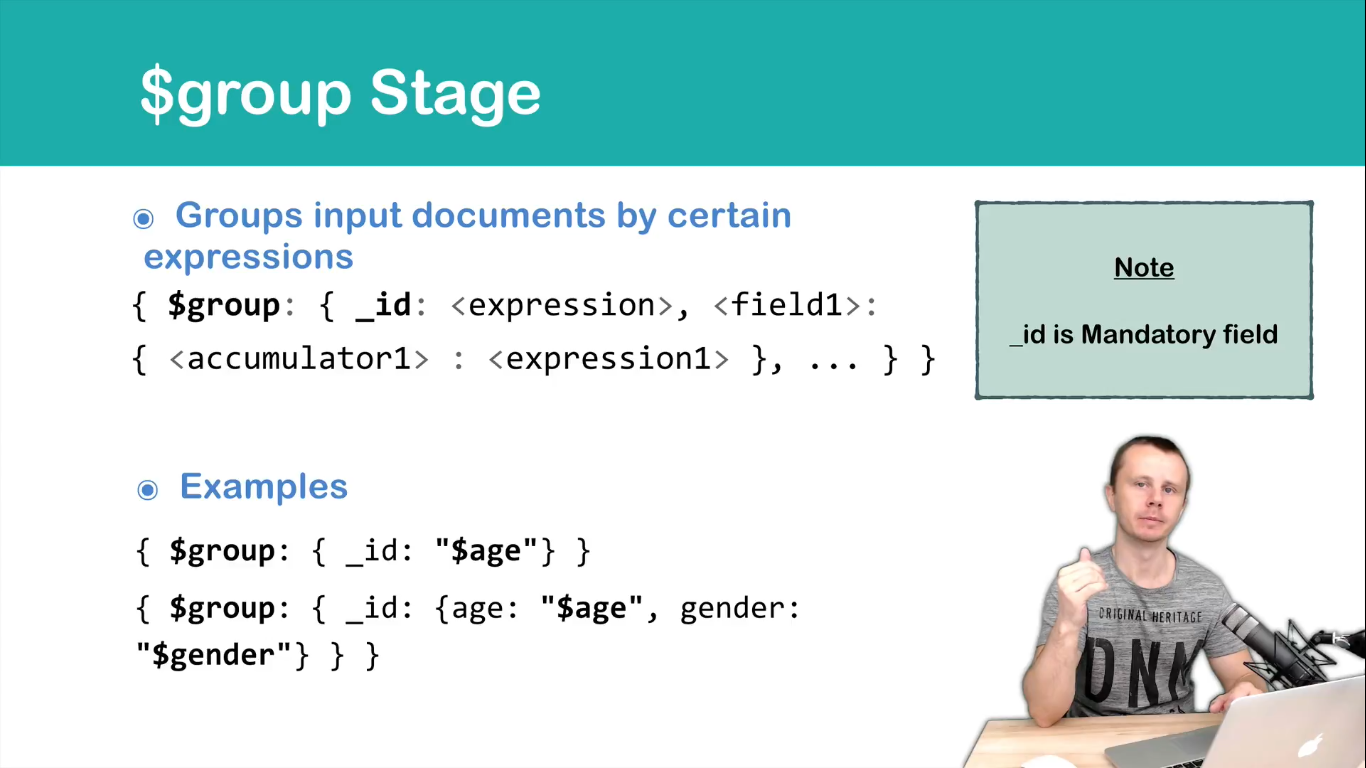 $group Stage
Groups input documents by certain
expressions
{ $group: { _id: <expression>, <field1>:
{ <accumulator1> : <expression1> }, ... } }
Note
_id is Mandatory field
Examples
{ $group: { _id: "$age"} }
{ $group: { _id: {age: "$age", gender:
"$gender"} } }
ORIGINAL HERITAGE
DNM